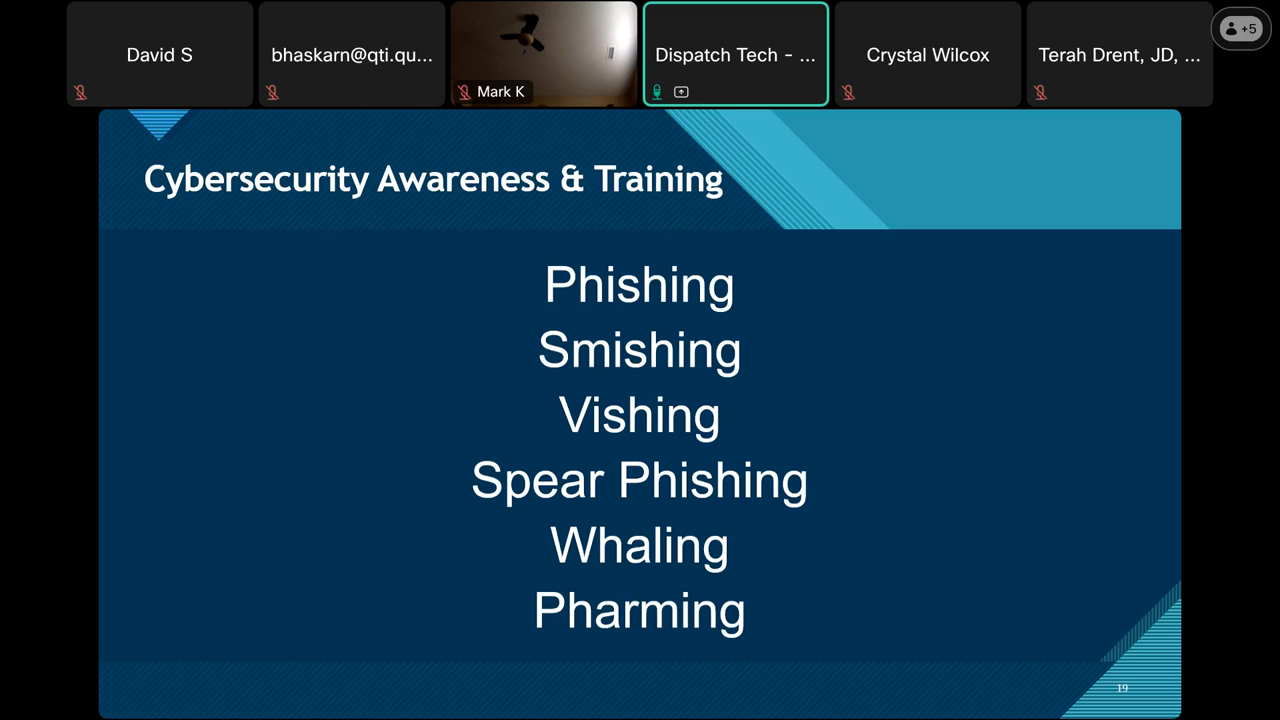 David S
bhaskarn@qti.qu...
Mark K
Dispatch Tech - ...
Crystal Wilcox
Terah Drent, JD, ...
+5
Cybersecurity Awareness & Training
Phishing
Smishing
Vishing
Spear Phishing
Whaling
Pharming
19